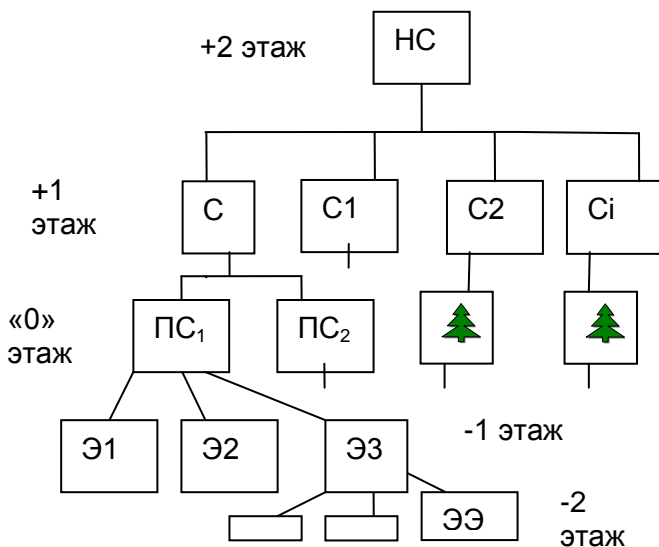 +2 этаж
НС
+1
этаж
С
С1
С2
Сi
«0»
этаж
ПС₁
ПС₂
-1 этаж
Э1
Э2
Э3
ЭЭ
-2
этаж